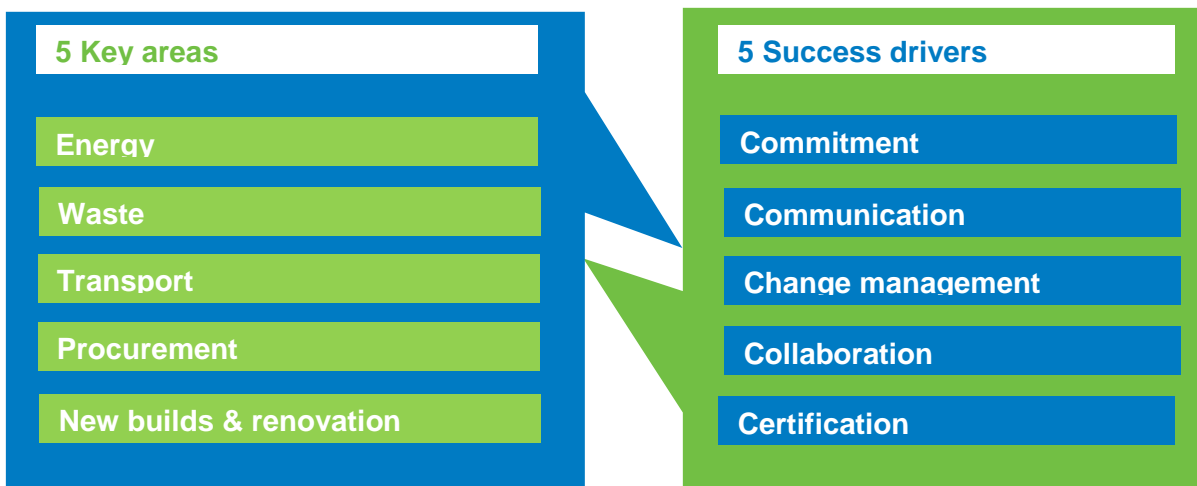 5 Key areas
Energy
Waste
Transport
Procurement
New builds & renovation
5 Success drivers
Commitment
Communication
Change management
Collaboration
Certification